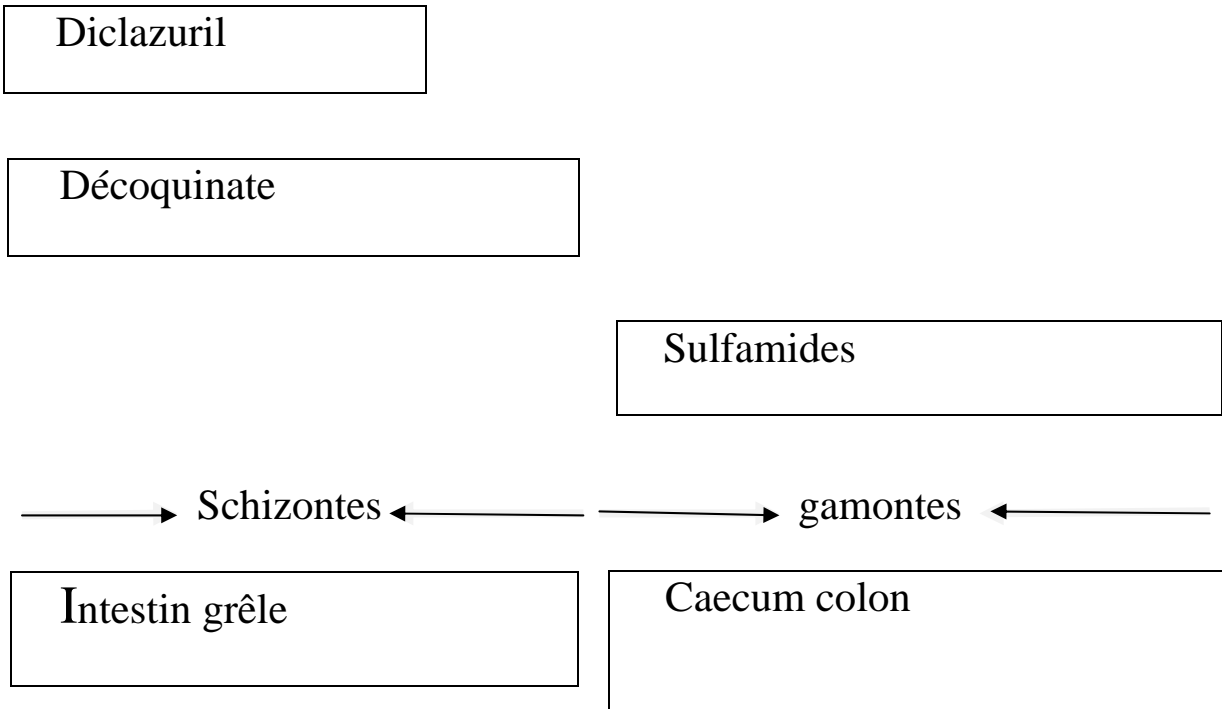 Diclazuril
Décoquinate
Sulfamides
Schizontes gamontes
Intestin grêle Caecum colon